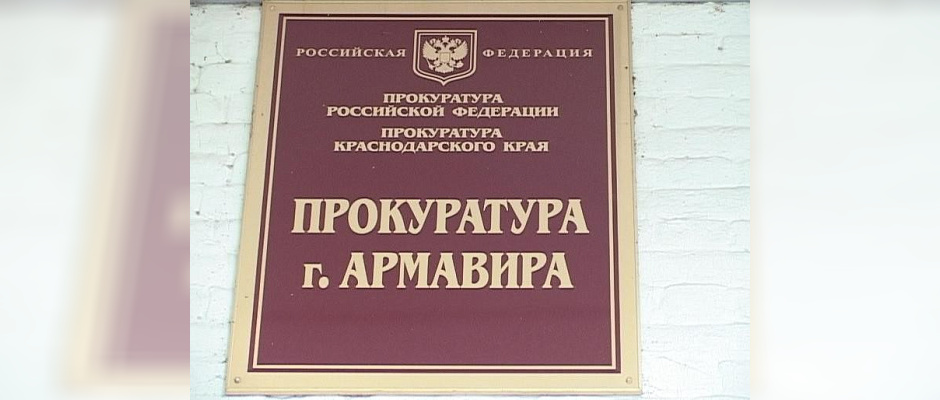 РОССИЙСКАЯ ФЕДЕРАЦИЯ
ПРОКУРАТУРА
РОССИЙСКОЙ ФЕДЕРАЦИИ
ПРОКУРАТУРА
КРАСНОДАРСКОГО КРАЯ
ПРОКУРАТУРА
г. АРМАВИРА